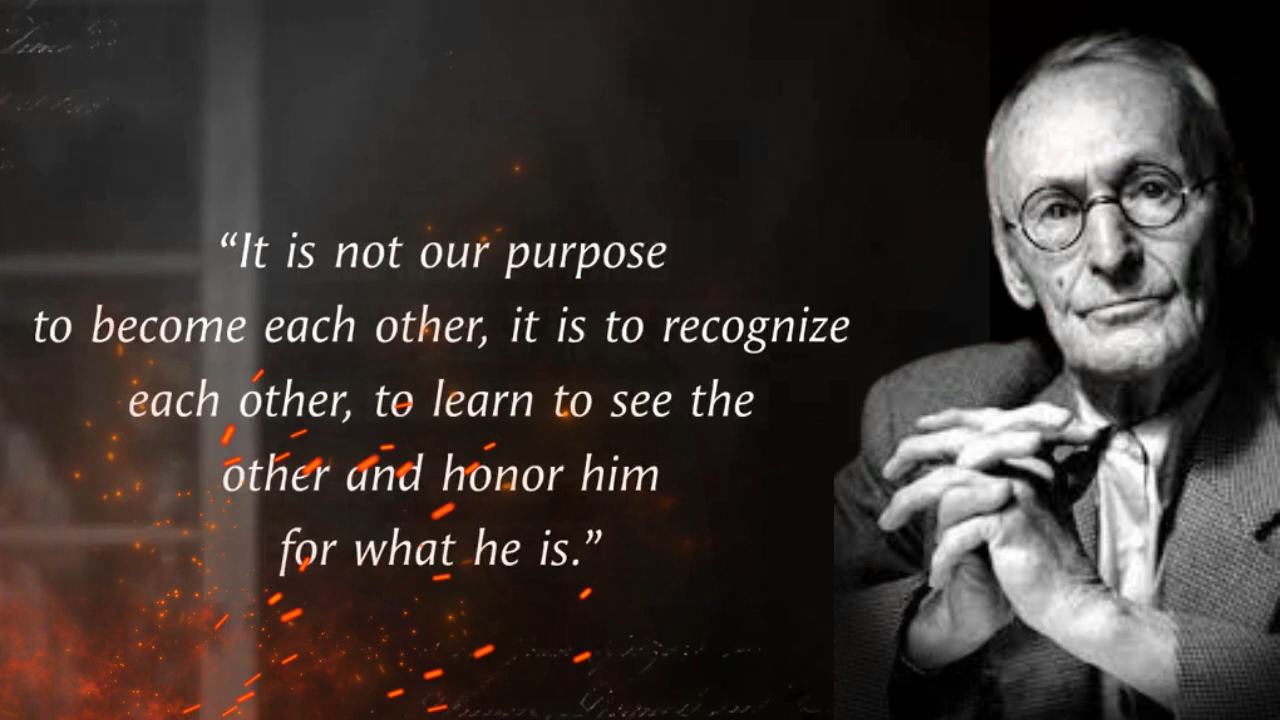 “It is not our purpose
to become each other, it is to recognize
each other, to learn to see the
other and honor him
for what he is.”